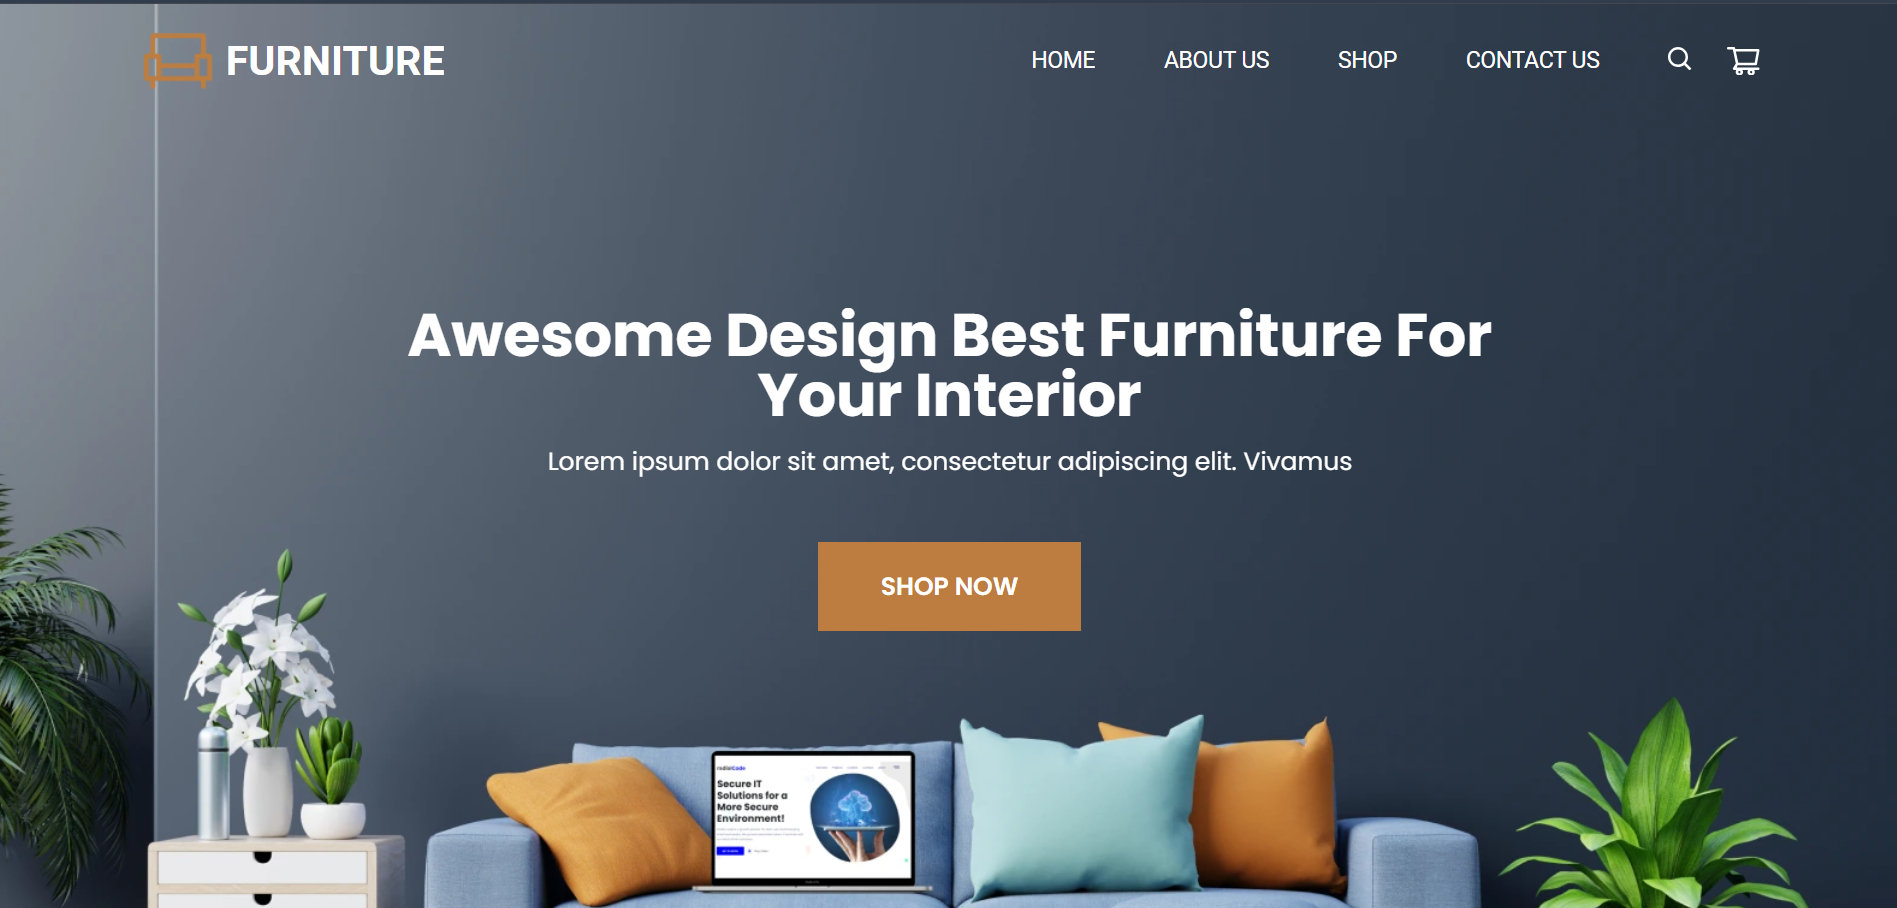 FURNITURE
HOME ABOUT US SHOP CONTACT US
Awesome Design Best Furniture For
Your Interior
Lorem ipsum dolor sit amet, consectetur adipiscing elit. Vivamus
SHOP NOW
Secure IT
Solutions for a
More Secure
Environment!